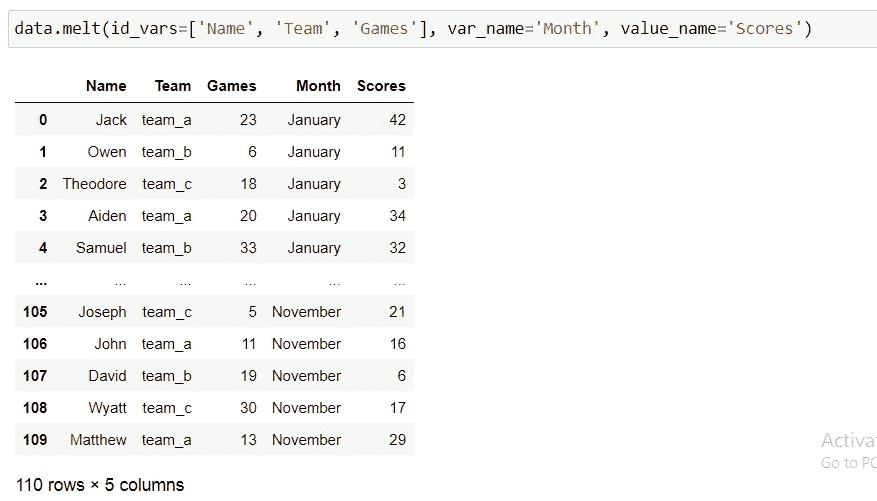 data.melt(id_vars=['Name', 'Team', 'Games'], var_name='Month', value_name='Scores')
Name Team Games Month Scores
0 Jack team_a 23 January 42
1 Owen team_b 6 January 11
2 Theodore team_c 18 January 3
3 Aiden team_a 20 January 34
4 Samuel team_b 33 January 32
... ... ... ... ... ...
105 Joseph team_c 5 November 21
106 John team_a 11 November 16
107 David team_b 19 November 6
108 Wyatt team_c 30 November 17
109 Matthew team_a 13 November 29
Activa
110 rows × 5 columns
Go to PC